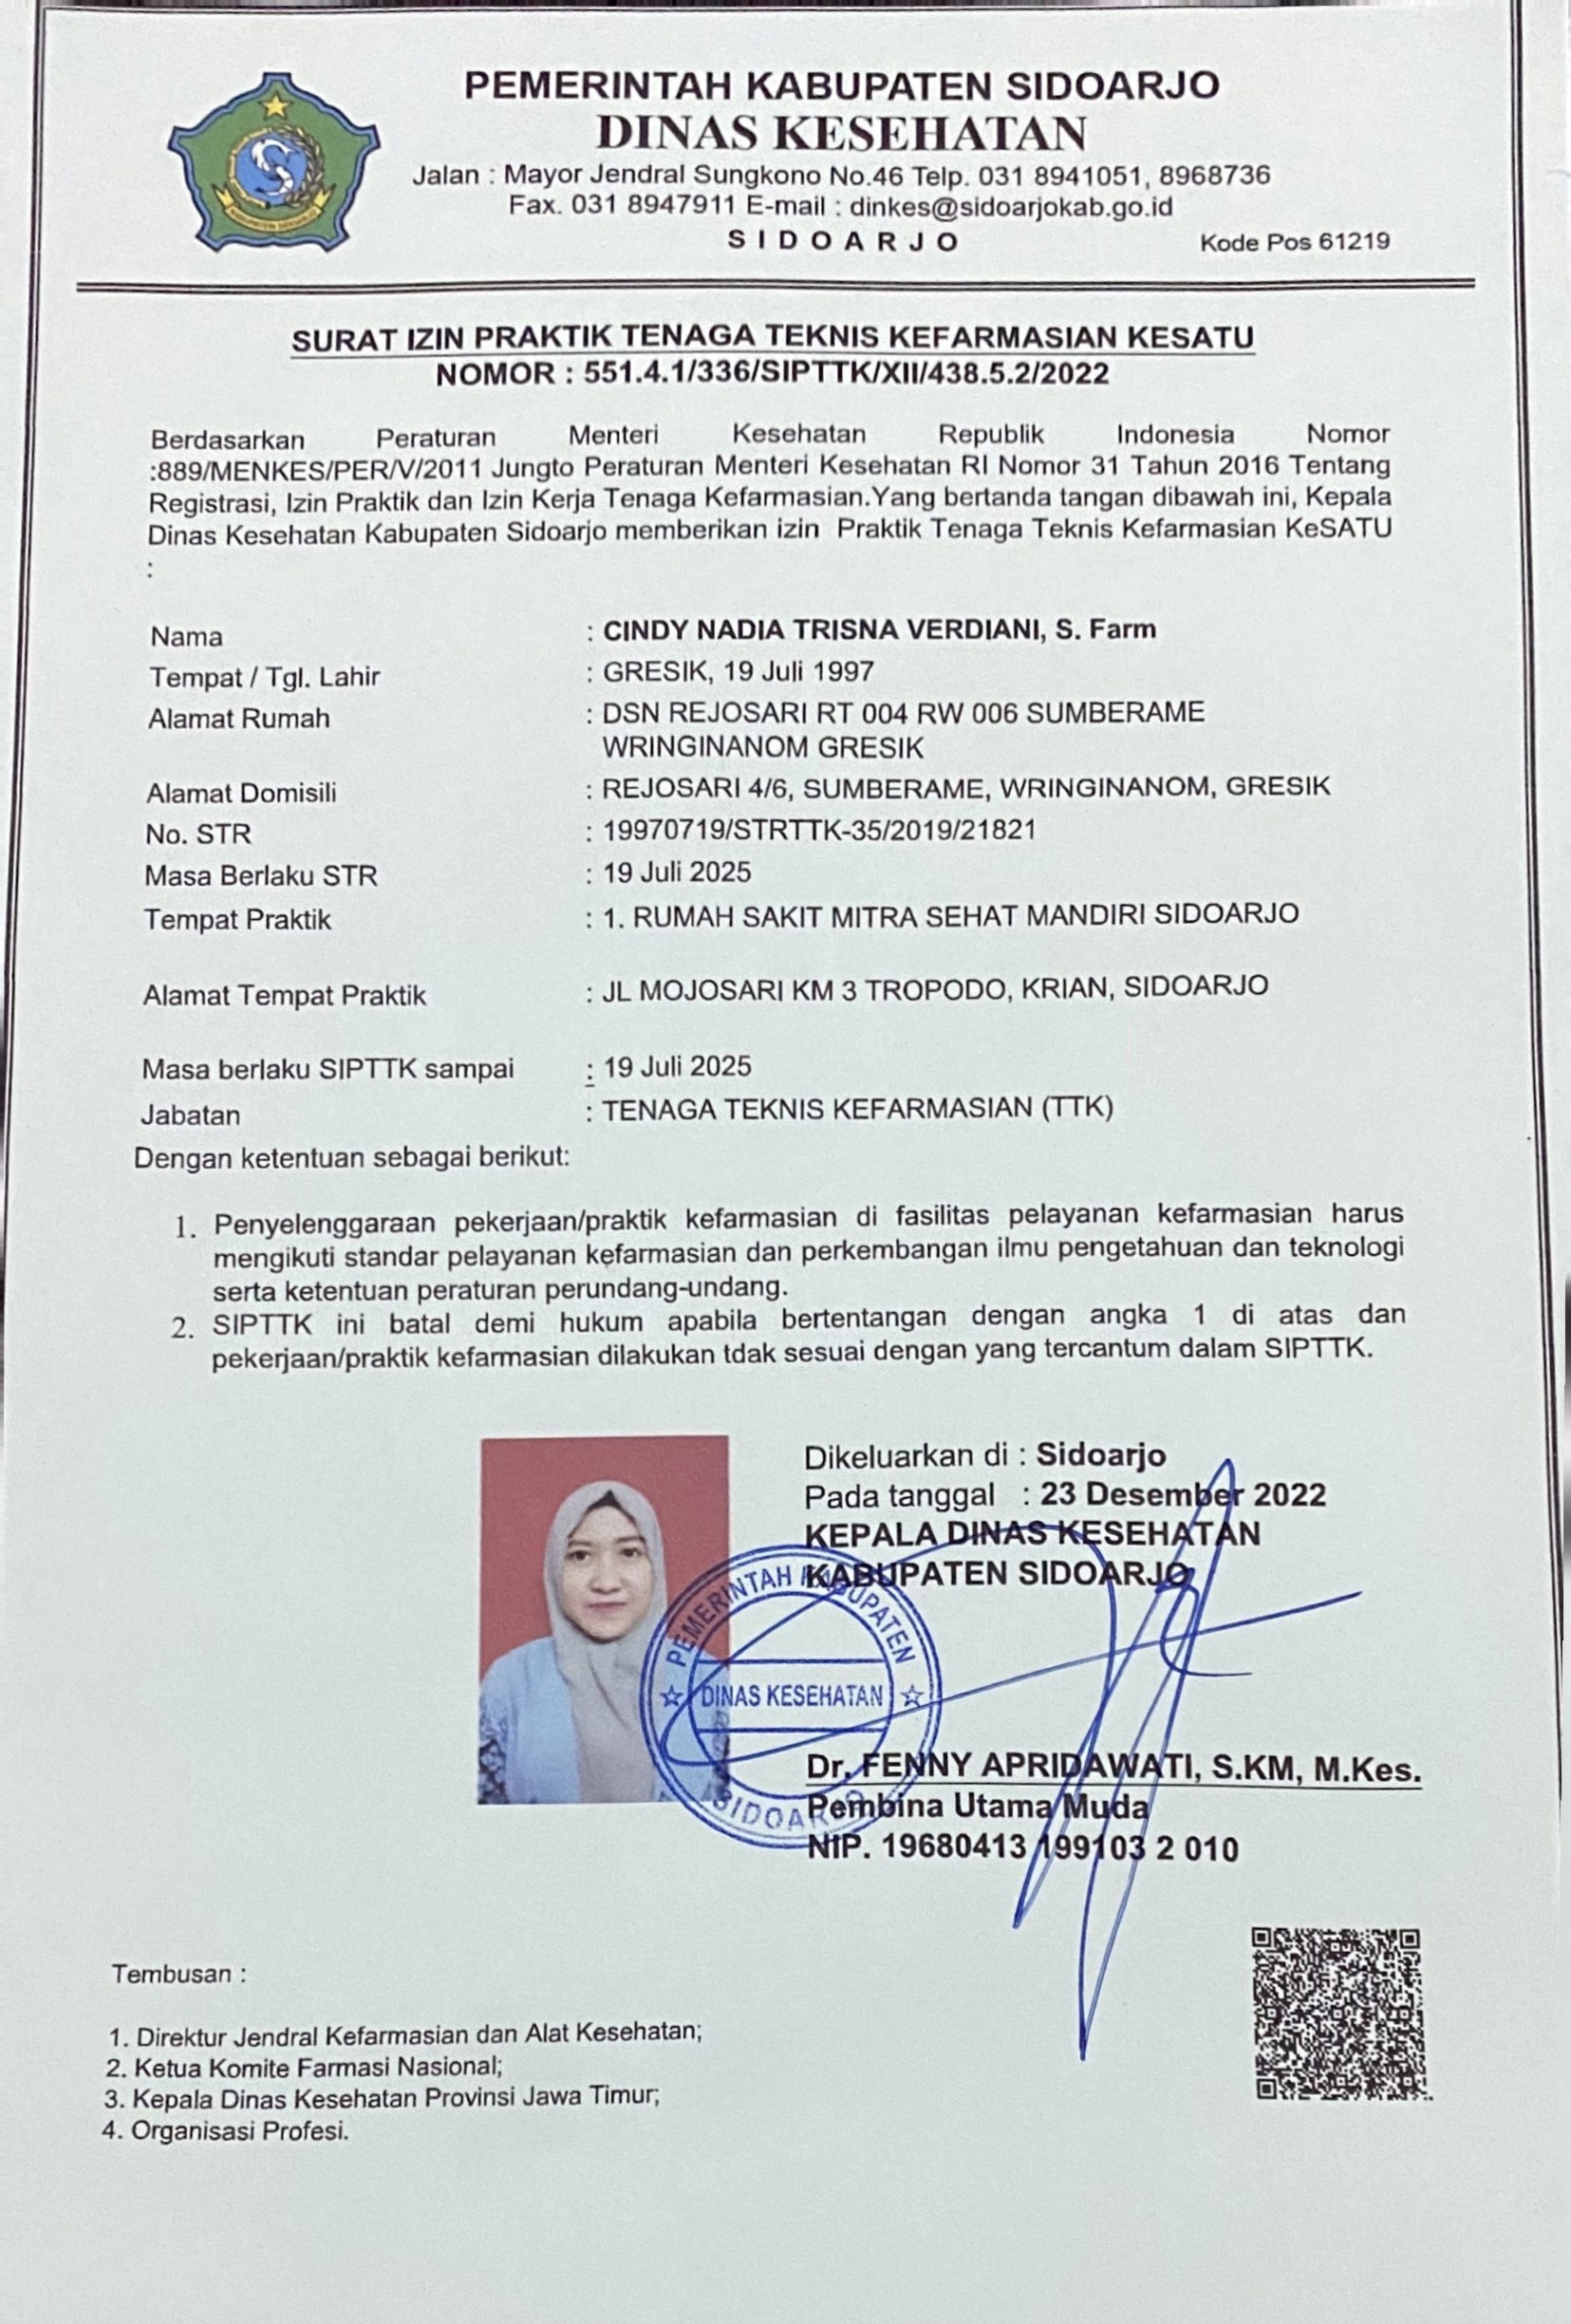 PEMERINTAH KABUPATEN SIDOARJO
DINAS KESEHATAN
Jalan : Mayor Jendral Sungkono No.46 Telp. 031 8941051, 8968736
Fax. 031 8947911 E-mail : dinkes@sidoarjokab.go.id
S I D O A R J O Kode Pos 61219
SURAT IZIN PRAKTIK TENAGA TEKNIS KEFARMASIAN KESATU
NOMOR : 551.4.1/336/SIPTTK/XII/438.5.2/2022
Berdasarkan Peraturan Menteri Kesehatan Republik Indonesia Nomor
:889/MENKES/PER/V/2011 Jungto Peraturan Menteri Kesehatan RI Nomor 31 Tahun 2016 Tentang
Registrasi, Izin Praktik dan Izin Kerja Tenaga Kefarmasian.Yang bertanda tangan dibawah ini, Kepala
Dinas Kesehatan Kabupaten Sidoarjo memberikan izin Praktik Tenaga Teknis Kefarmasian KeSATU
:
Nama : CINDY NADIA TRISNA VERDIANI, S. Farm
Tempat / Tgl. Lahir : GRESIK, 19 Juli 1997
Alamat Rumah : DSN REJOSARI RT 004 RW 006 SUMBERAME
WRINGINANOM GRESIK
Alamat Domisili : REJOSARI 4/6, SUMBERAME, WRINGINANOM, GRESIK
No. STR : 19970719/STRTTK-35/2019/21821
Masa Berlaku STR : 19 Juli 2025
Tempat Praktik : 1. RUMAH SAKIT MITRA SEHAT MANDIRI SIDOARJO
Alamat Tempat Praktik : JL MOJOSARI KM 3 TROPODO, KRIAN, SIDOARJO
Masa berlaku SIPTTK sampai : 19 Juli 2025
Jabatan : TENAGA TEKNIS KEFARMASIAN (TTK)
Dengan ketentuan sebagai berikut:
1. Penyelenggaraan pekerjaan/praktik kefarmasian di fasilitas pelayanan kefarmasian harus
mengikuti standar pelayanan kefarmasian dan perkembangan ilmu pengetahuan dan teknologi
serta ketentuan peraturan perundang-undang.
2. SIPTTK ini batal demi hukum apabila bertentangan dengan angka 1 di atas dan
pekerjaan/praktik kefarmasian dilakukan tdak sesuai dengan yang tercantum dalam SIPTTK.
Dikeluarkan di : Sidoarjo
Pada tanggal : 23 Desember 2022
KEPALA DINAS KESEHATAN
KABUPATEN SIDOARJO
PEMERINTAH KABUPATEN
DINAS KESEHATAN
SIDOARJO
Dr. FENNY APRIDAWATI, S.KM, M.Kes.
Pembina Utama Muda
NIP. 19680413 199103 2 010
Tembusan :
1. Direktur Jendral Kefarmasian dan Alat Kesehatan;
2. Ketua Komite Farmasi Nasional;
3. Kepala Dinas Kesehatan Provinsi Jawa Timur;
4. Organisasi Profesi.